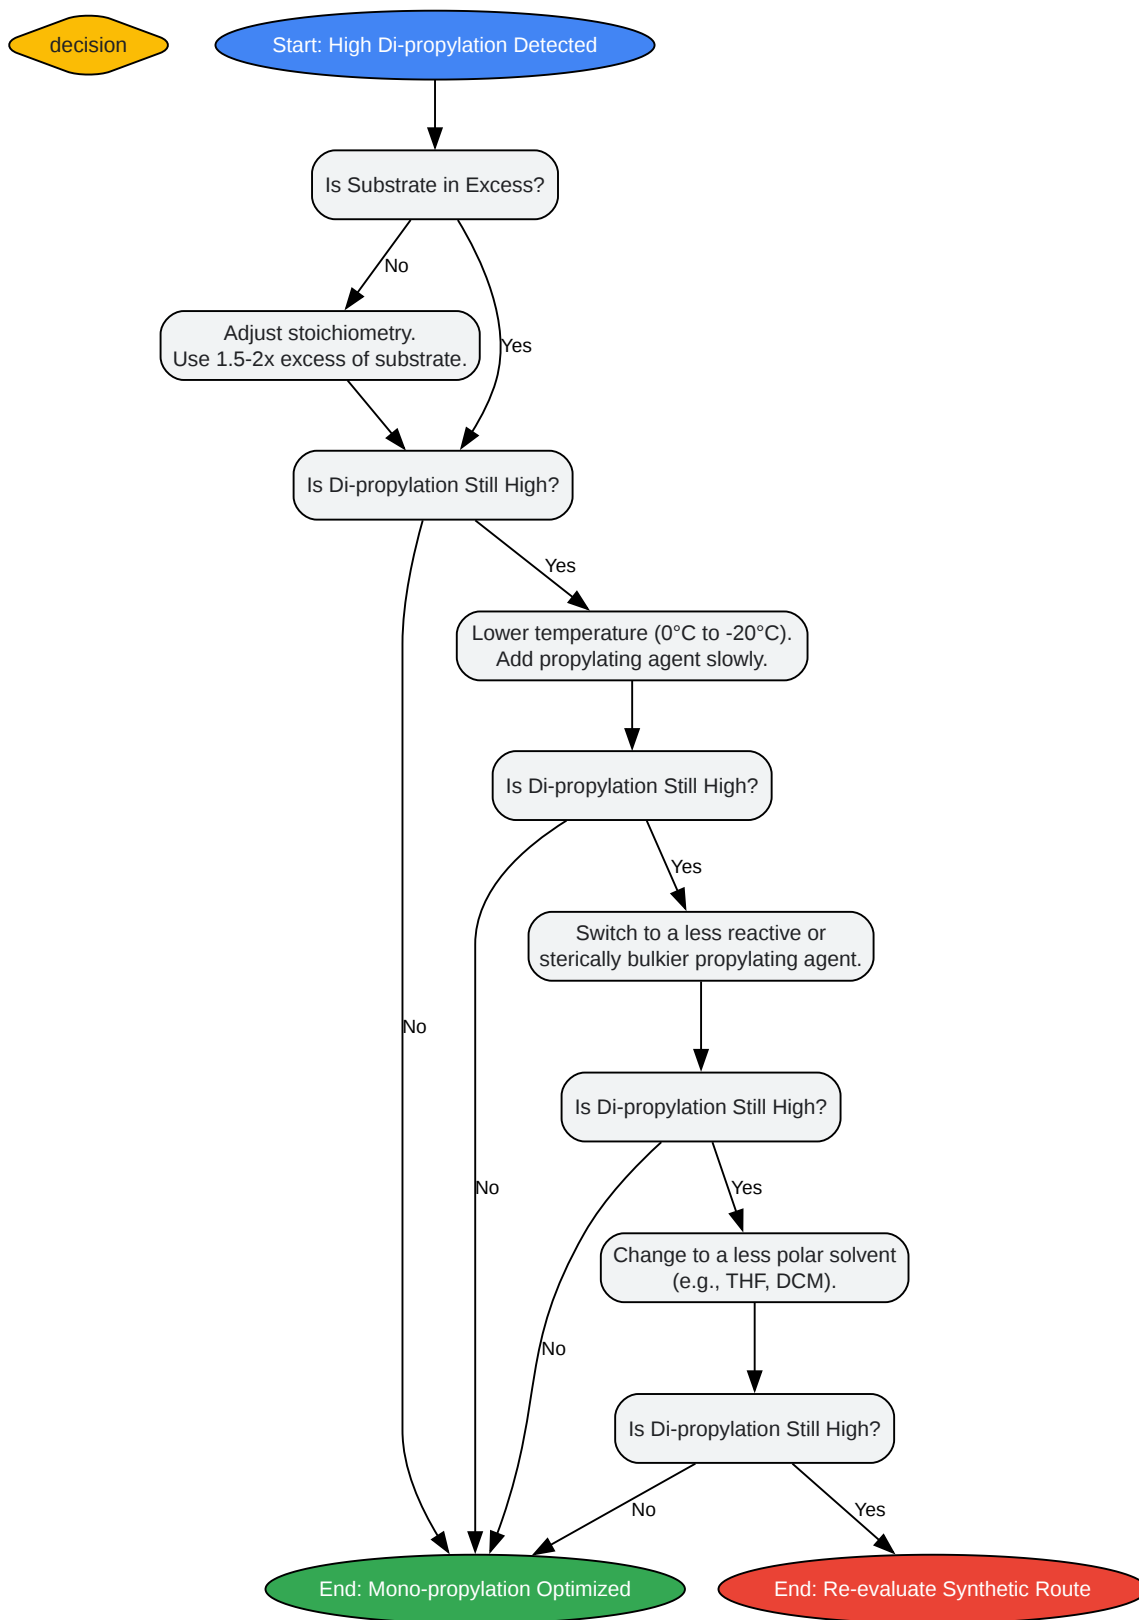 decision
Start: High Di-propylation Detected
Is Substrate in Excess?
No
Yes
Adjust stoichiometry.
Use 1.5-2x excess of substrate.
Is Di-propylation Still High?
Yes
Lower temperature (0°C to -20°C).
Add propylating agent slowly.
Is Di-propylation Still High?
Yes
Switch to a less reactive or
sterically bulkier propylating agent.
No
Is Di-propylation Still High?
No
Yes
Change to a less polar solvent
(e.g., THF, DCM).
No
Is Di-propylation Still High?
No
Yes
End: Mono-propylation Optimized
End: Re-evaluate Synthetic Route